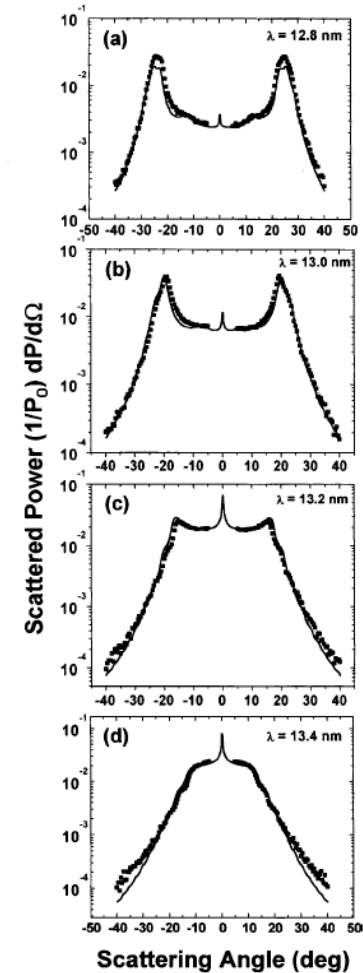 Scattered Power (1/P₀) dP/dΩ
(a)
λ = 12.8 nm
10⁻¹
10⁻²
10⁻³
10⁻⁴
-50 -40 -30 -20 -10 0 10 20 30 40 50
(b)
λ = 13.0 nm
10⁻¹
10⁻²
10⁻³
10⁻⁴
-40 -30 -20 -10 0 10 20 30 40
(c)
λ = 13.2 nm
10⁻¹
10⁻²
10⁻³
10⁻⁴
-40 -30 -20 -10 0 10 20 30 40
(d)
λ = 13.4 nm
10⁻¹
10⁻²
10⁻³
10⁻⁴
-50 -40 -30 -20 -10 0 10 20 30 40 500
Scattering Angle (deg)